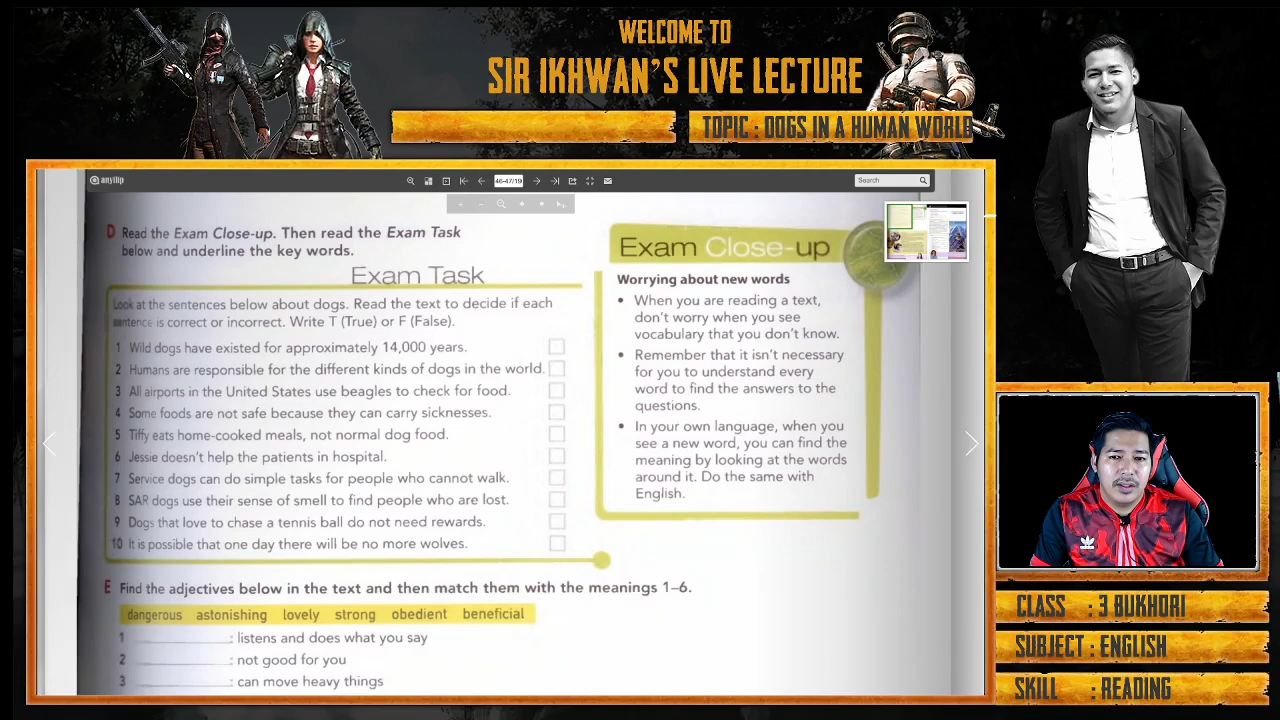 WELCOME TO
SIR IKHWAN'S LIVE LECTURE
TOPIC : DOGS IN A HUMAN WORLD
anyflip
46-47/19
Search
D Read the Exam Close-up. Then read the Exam Task
below and underline the key words.
Exam Task
Look at the sentences below about dogs. Read the text to decide if each
sentence is correct or incorrect. Write T (True) or F (False).
1 Wild dogs have existed for approximately 14,000 years.
2 Humans are responsible for the different kinds of dogs in the world.
3 All airports in the United States use beagles to check for food.
4 Some foods are not safe because they can carry sicknesses.
5 Tiffy eats home-cooked meals, not normal dog food.
6 Jessie doesn't help the patients in hospital.
7 Service dogs can do simple tasks for people who cannot walk.
8 SAR dogs use their sense of smell to find people who are lost.
9 Dogs that love to chase a tennis ball do not need rewards.
10 It is possible that one day there will be no more wolves.
Exam Close-up
Worrying about new words
• When you are reading a text,
don't worry when you see
vocabulary that you don't know.
• Remember that it isn't necessary
for you to understand every
word to find the answers to the
questions.
• In your own language, when you
see a new word, you can find the
meaning by looking at the words
around it. Do the same with
English.
E Find the adjectives below in the text and then match them with the meanings 1–6.
dangerous astonishing lovely strong obedient beneficial
1 : listens and does what you say
2 : not good for you
3 : can move heavy things
CLASS : 3 BUKHORI
SUBJECT : ENGLISH
SKILL : READING